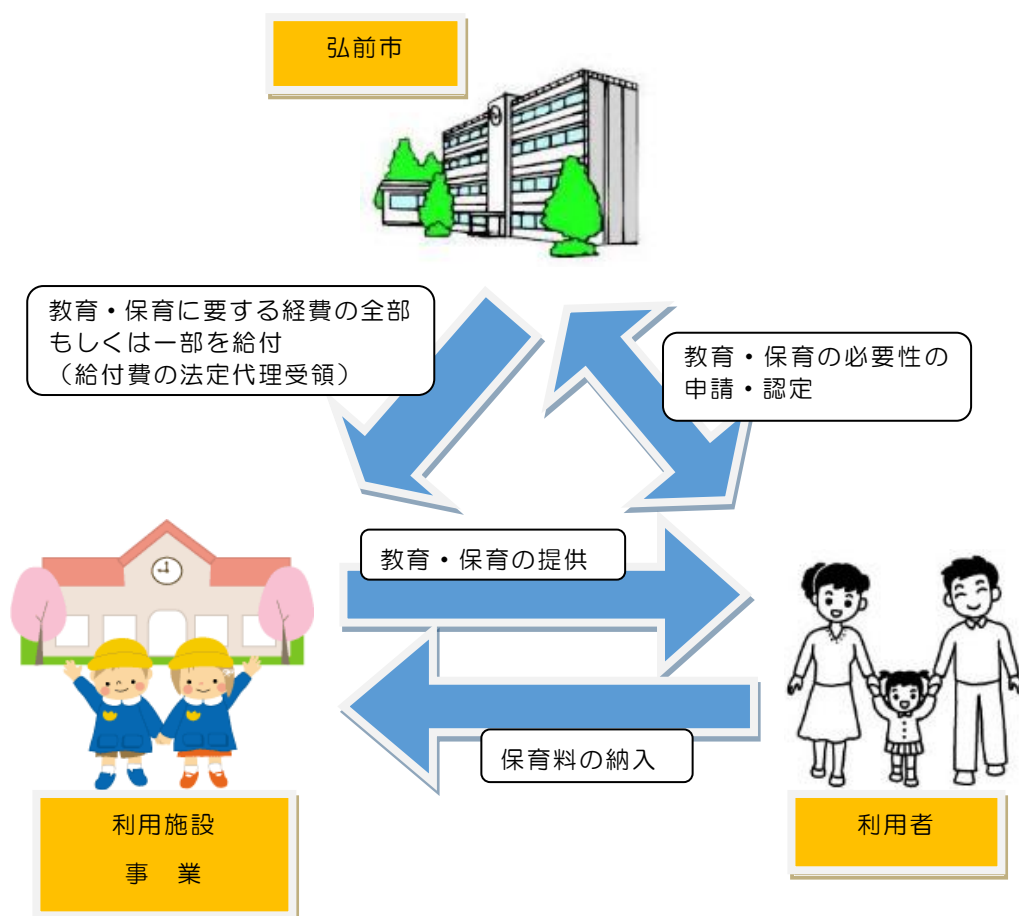 弘前市
教育・保育に要する経費の全部
もしくは一部を給付
（給付費の法定代理受領）
教育・保育の必要性の
申請・認定
教育・保育の提供
保育料の納入
利用施設
事　業
利用者